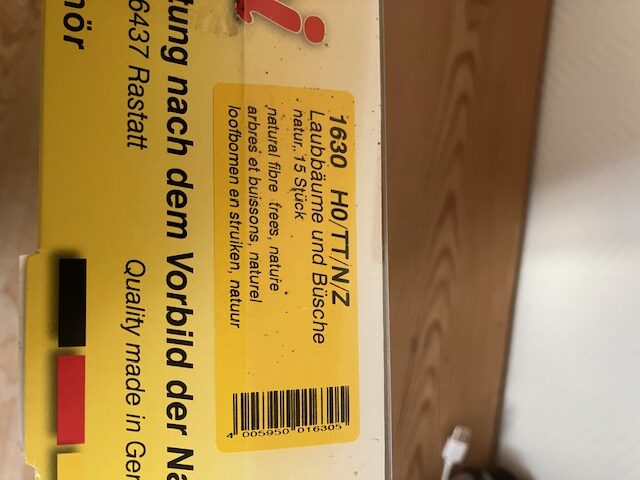 i
1630 H0/TT/N/Z
Laubbäume und Büsche
natur, 15 Stück
natural fibre trees, nature
arbres et buissons, naturel
loofbomen en struiken, natuur
4 005950 016305
tung nach dem Vorbild der Na
6437 Rastatt
Quality made in Ger
hör